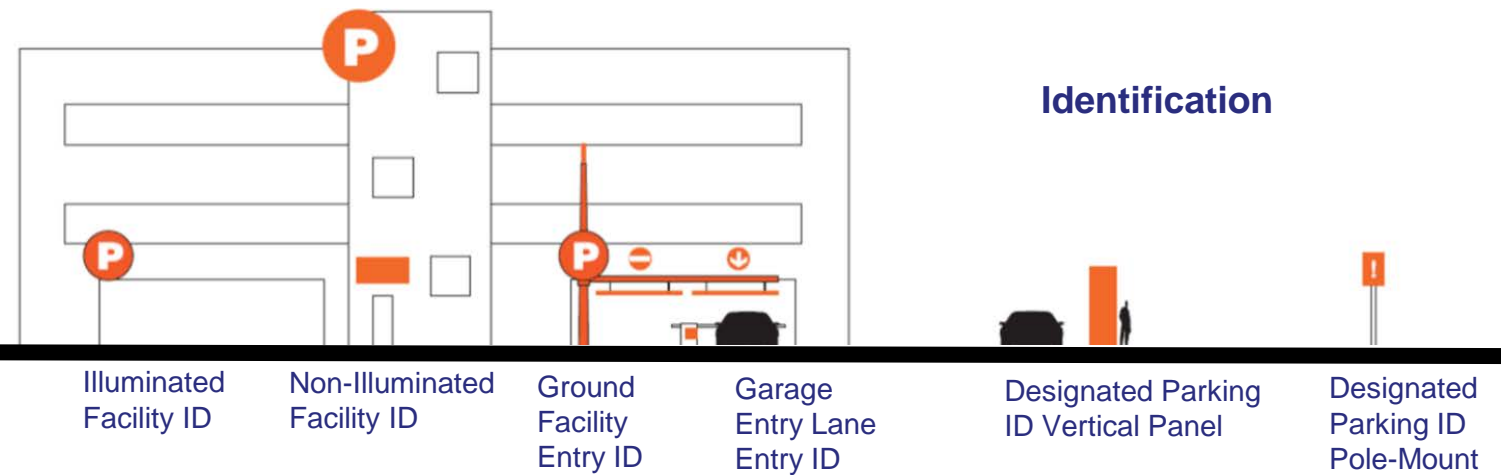 P
Identification
P
P
!
Illuminated
Facility ID
Non-Illuminated
Facility ID
Ground
Facility
Entry ID
Garage
Entry Lane
Entry ID
Designated Parking
ID Vertical Panel
Designated
Parking ID
Pole-Mount